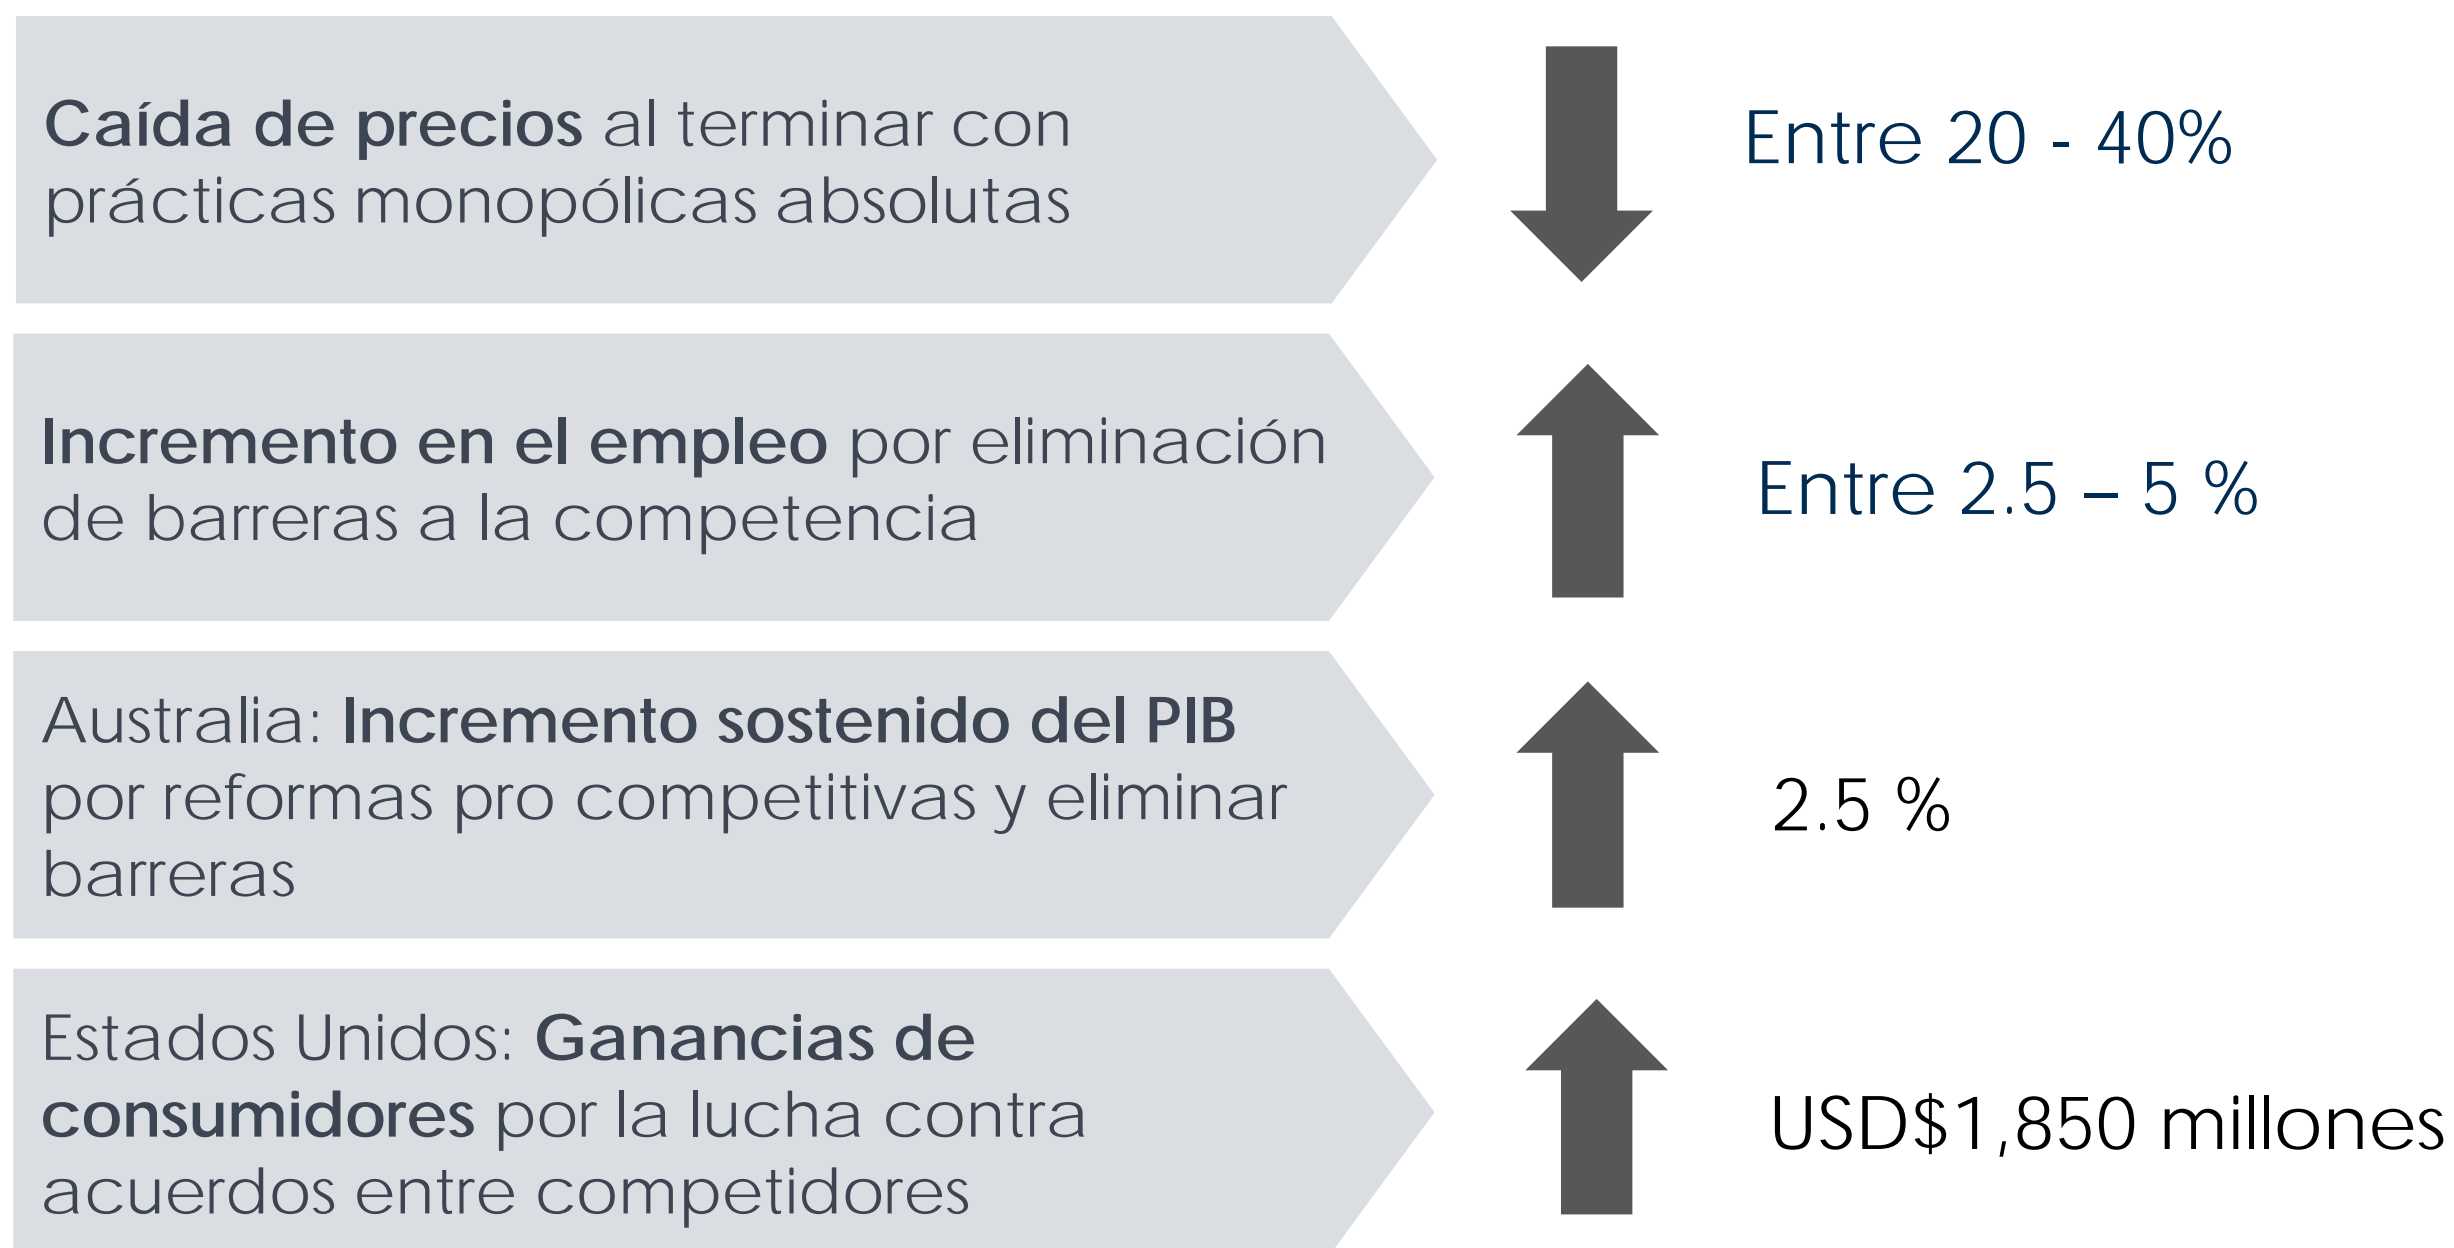 Caída de precios al terminar con
prácticas monopólicas absolutas
Entre 20 - 40%
Incremento en el empleo por eliminación
de barreras a la competencia
Entre 2.5 – 5 %
Australia: Incremento sostenido del PIB
por reformas pro competitivas y eliminar
barreras
2.5 %
Estados Unidos: Ganancias de
consumidores por la lucha contra
acuerdos entre competidores
USD$1,850 millones